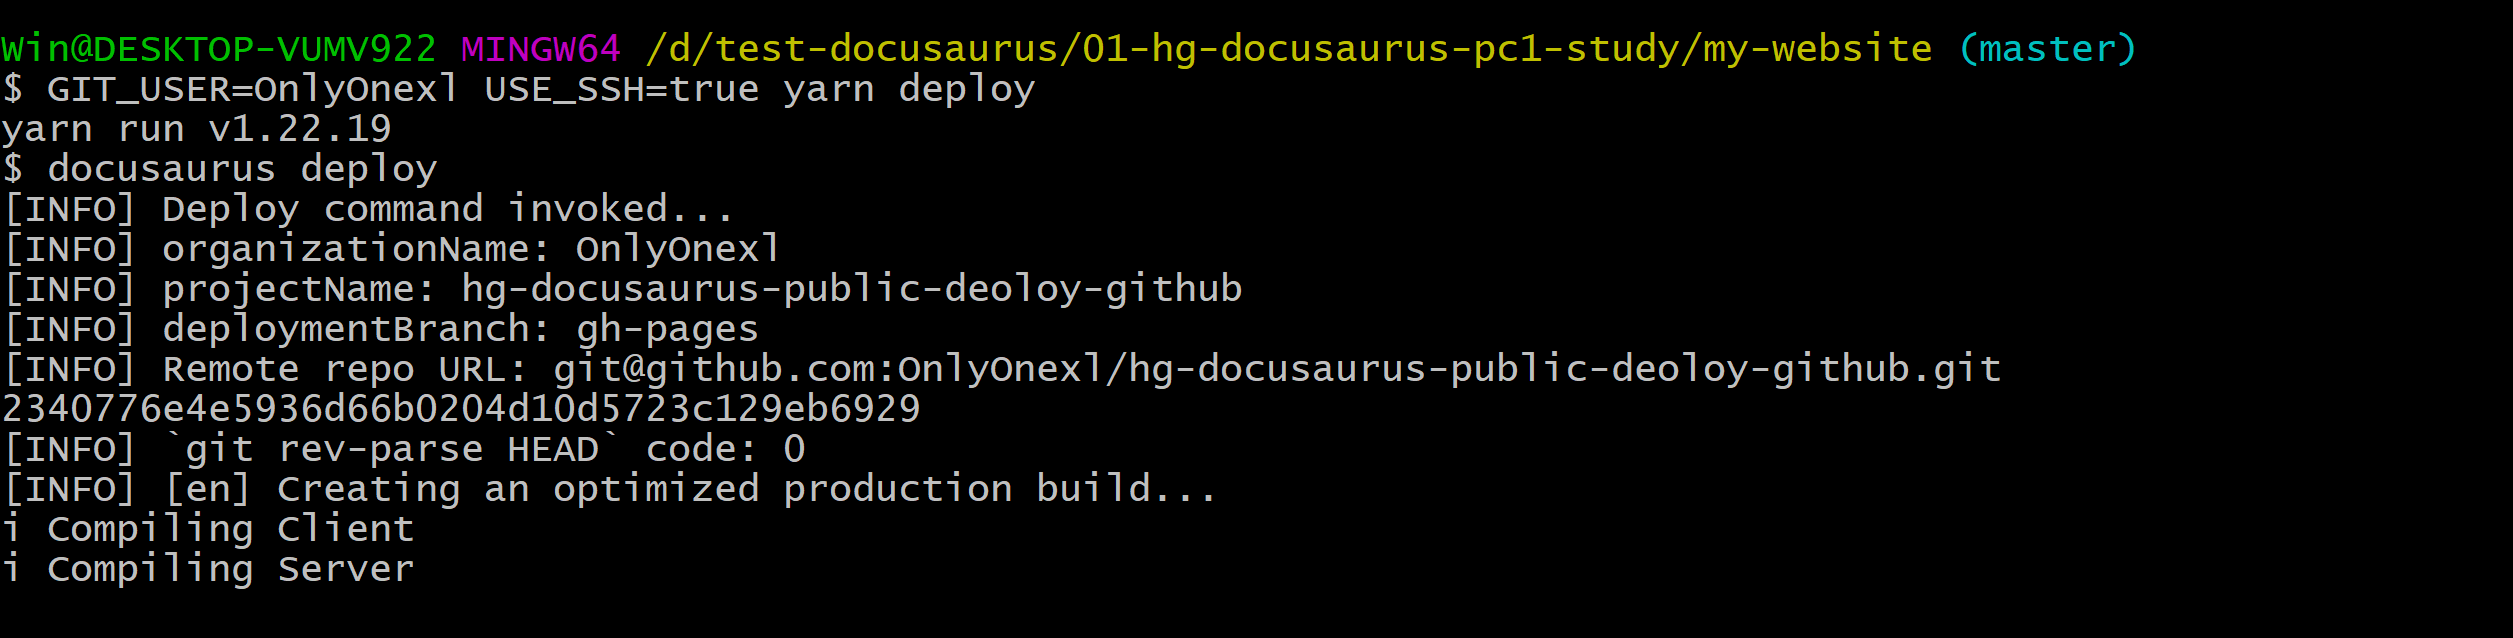 Win@DESKTOP-VUMV922 MINGW64 /d/test-docusaurus/01-hg-docusaurus-pc1-study/my-website (master)
$ GIT_USER=OnlyOnexl USE_SSH=true yarn deploy
yarn run v1.22.19
$ docusaurus deploy
[INFO] Deploy command invoked...
[INFO] organizationName: OnlyOnexl
[INFO] projectName: hg-docusaurus-public-deoloy-github
[INFO] deploymentBranch: gh-pages
[INFO] Remote repo URL: git@github.com:OnlyOnexl/hg-docusaurus-public-deoloy-github.git
2340776e4e5936d66b0204d10d5723c129eb6929
[INFO] `git rev-parse HEAD` code: 0
[INFO] [en] Creating an optimized production build...
i Compiling Client
i Compiling Server